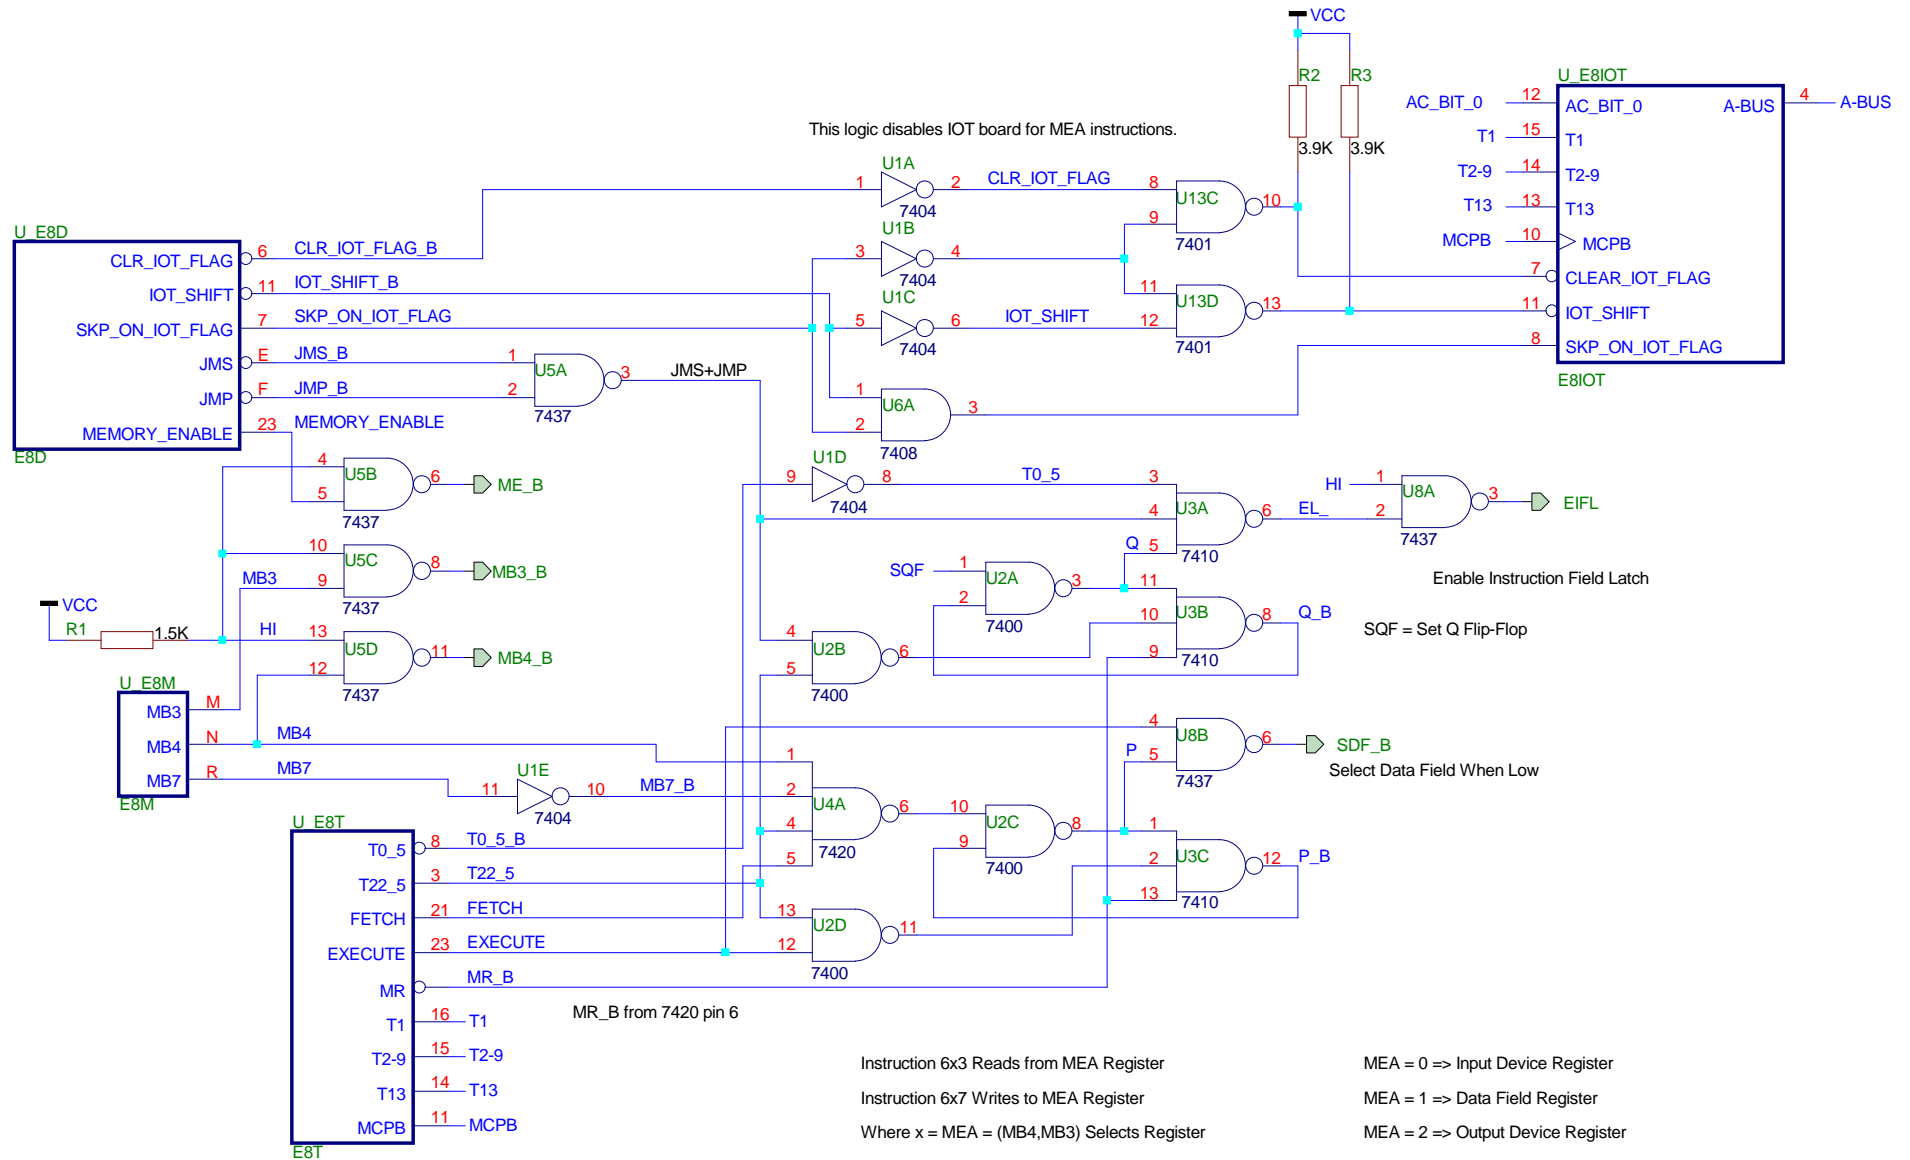 VCC
R2 R3
3.9K 3.9K
U_E8IOT
AC_BIT_0 12 AC_BIT_0 A-BUS 4 A-BUS
T1 15 T1
T2-9 14 T2-9
T13 13 T13
MCPB 10 MCPB
7 CLEAR_IOT_FLAG
11 IOT_SHIFT
8 SKP_ON_IOT_FLAG
E8IOT
This logic disables IOT board for MEA instructions.
U1A
1 2 CLR_IOT_FLAG 8 U13C 10
7404
9
7401
U1B
3 4
7404
11 U13D 13
U1C
5 6 IOT_SHIFT 12
7404
7401
U_E8D
CLR_IOT_FLAG 6 CLR_IOT_FLAG_B
IOT_SHIFT 11 IOT_SHIFT_B
SKP_ON_IOT_FLAG 7 SKP_ON_IOT_FLAG
JMS E JMS_B 1 U5A 3 JMS+JMP
JMP F JMP_B 2
7437
MEMORY_ENABLE 23 MEMORY_ENABLE
E8D
1 U6A 3
2
7408
4 U5B 6 ME_B
5
7437
10 U5C 8 MB3_B
MB3 9
7437
VCC
R1 1.5K HI 13 U5D 11 MB4_B
12
7437
U1D
9 8 T0_5 3 U3A 6 EL_
7404
4
Q 5
7410
HI 1 U8A 3 EIFL
2
7437
Enable Instruction Field Latch
SQF 1 U2A 3 11 U3B 8 Q_B
2
7400
10
9
7410
SQF = Set Q Flip-Flop
4 U2B 6
5
7400
U_E8M
MB3 M
MB4 N MB4
MB7 R MB7
E8M
U1E
11 10 MB7_B
7404
4 U8B 6 SDF_B
P 5
7437
Select Data Field When Low
1
2 U4A 6
4
5
7420
10 U2C 8
9
7400
1
2 U3C 12 P_B
13
7410
U_E8T
T0_5 8 T0_5_B
T22_5 3 T22_5
FETCH 21 FETCH
EXECUTE 23 EXECUTE
MR MR_B
T1 16 T1
T2-9 15 T2-9
T13 14 T13
MCPB 11 MCPB
E8T
13 U2D 11
12
7400
MR_B from 7420 pin 6
Instruction 6x3 Reads from MEA Register
Instruction 6x7 Writes to MEA Register
Where x = MEA = (MB4,MB3) Selects Register
MEA = 0 => Input Device Register
MEA = 1 => Data Field Register
MEA = 2 => Output Device Register